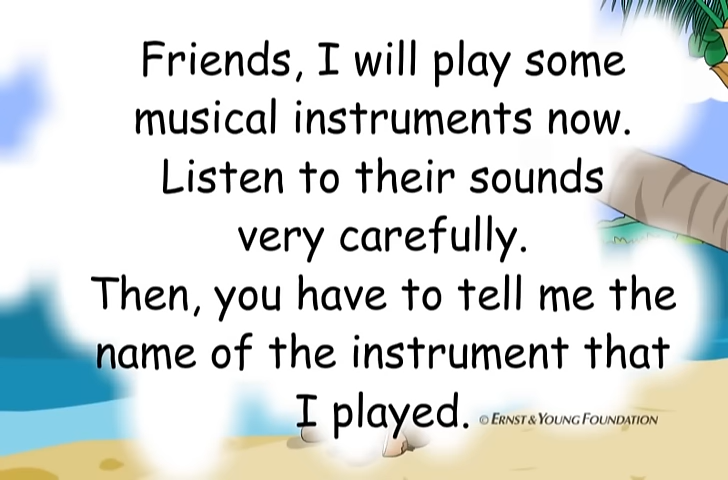 Friends, I will play some
musical instruments now.
Listen to their sounds
very carefully.
Then, you have to tell me the
name of the instrument that
I played. © ERNST & YOUNG FOUNDATION